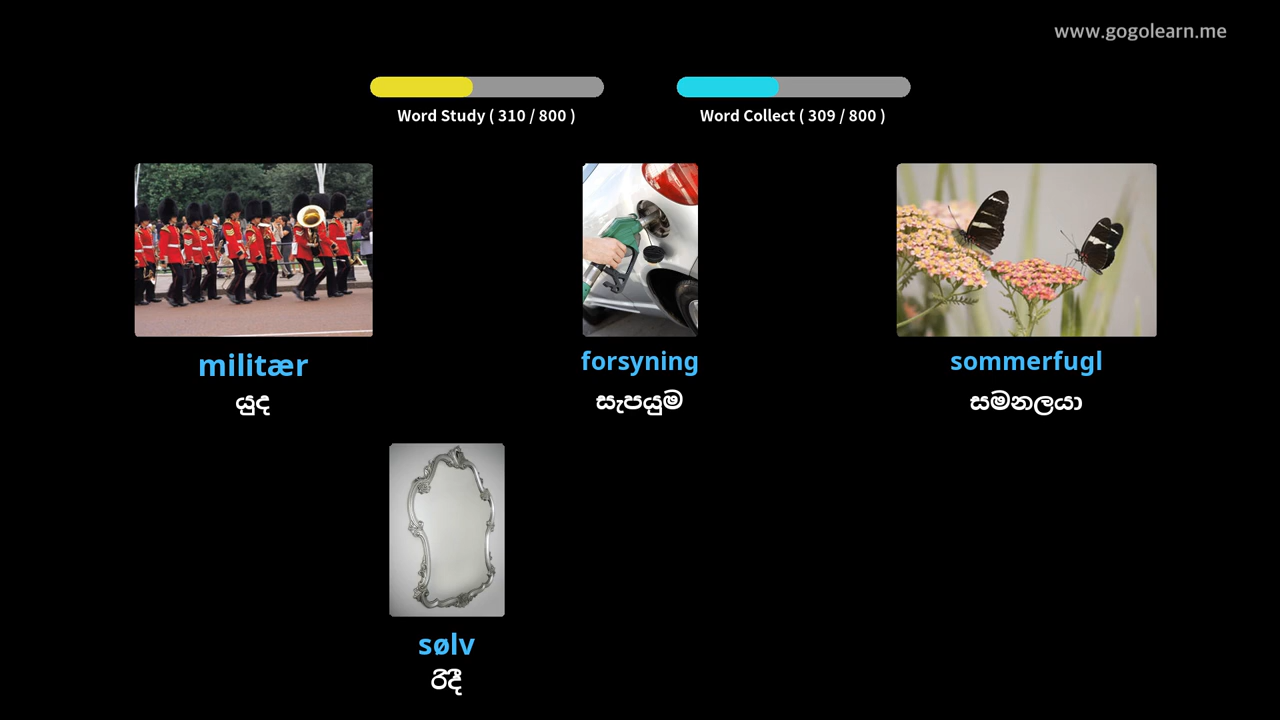 www.gogolearn.me
Word Study ( 310 / 800 )
Word Collect ( 309 / 800 )
militær
යුද
forsyning
සැපයුම
sommerfugl
සමනලයා
sølv
රිදී